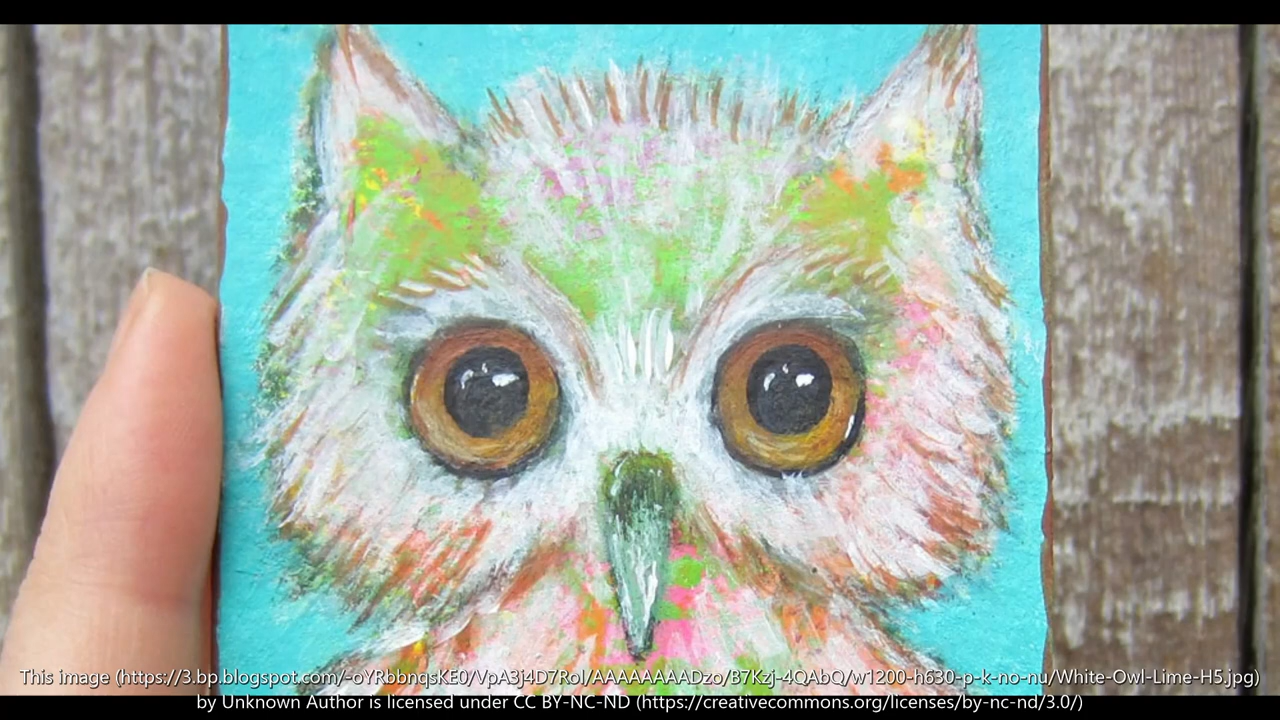 This image (https://3.bp.blogspot.com/-oYRbbnqsKE0/VpA3j4D7RoI/AAAAAAAADzo/B7Kzj-4QAbQ/w1200-h630-p-k-no-nu/White-Owl-Lime-H5.jpg)
by Unknown Author is licensed under CC BY-NC-ND (https://creativecommons.org/licenses/by-nc-nd/3.0/)